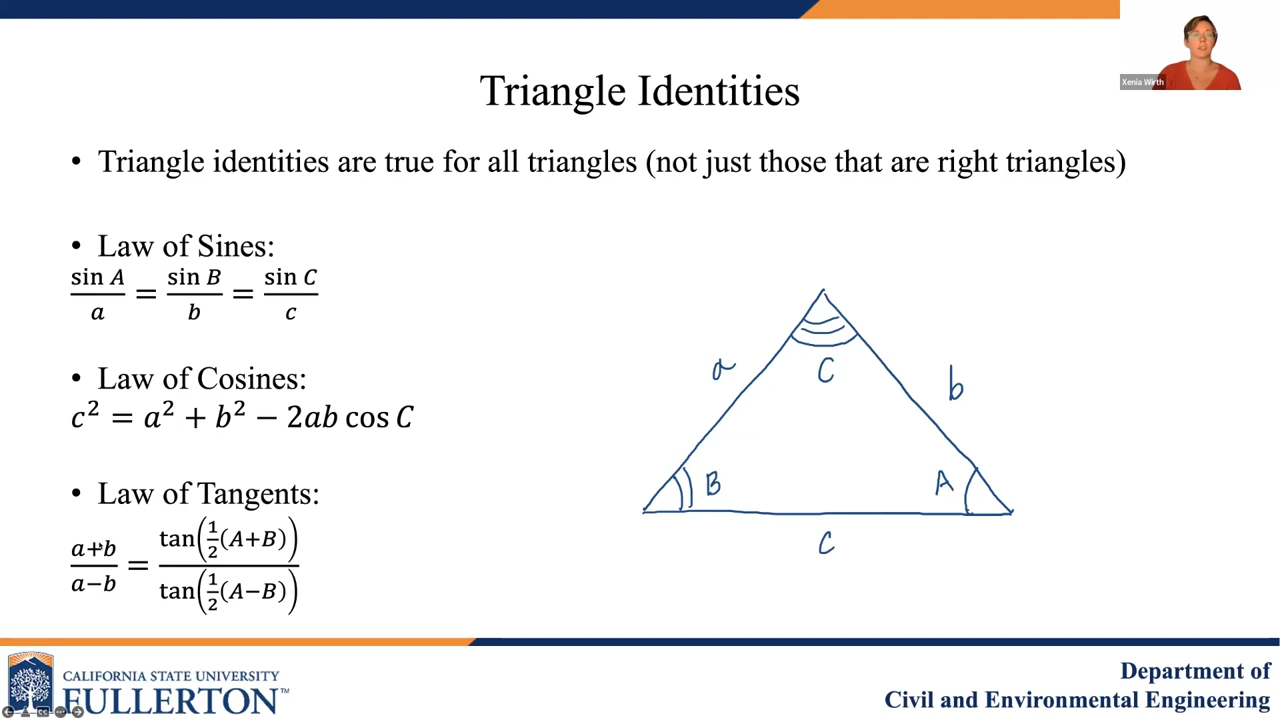 Xenia Wirth
Triangle Identities
• Triangle identities are true for all triangles (not just those that are right triangles)
• Law of Sines:
sin A / a = sin B / b = sin C / c
• Law of Cosines:
c² = a² + b² − 2ab cos C
• Law of Tangents:
a+b / a−b = tan(½(A+B)) / tan(½(A−B))
a
C
b
B
A
c
CALIFORNIA STATE UNIVERSITY
FULLERTON™
Department of
Civil and Environmental Engineering